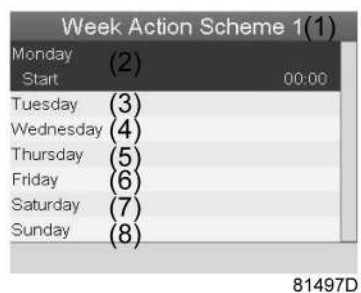 Week Action Scheme 1(1)
Monday (2)
Start 00:00
Tuesday (3)
Wednesday (4)
Thursday (5)
Friday (6)
Saturday (7)
Sunday (8)
81497D